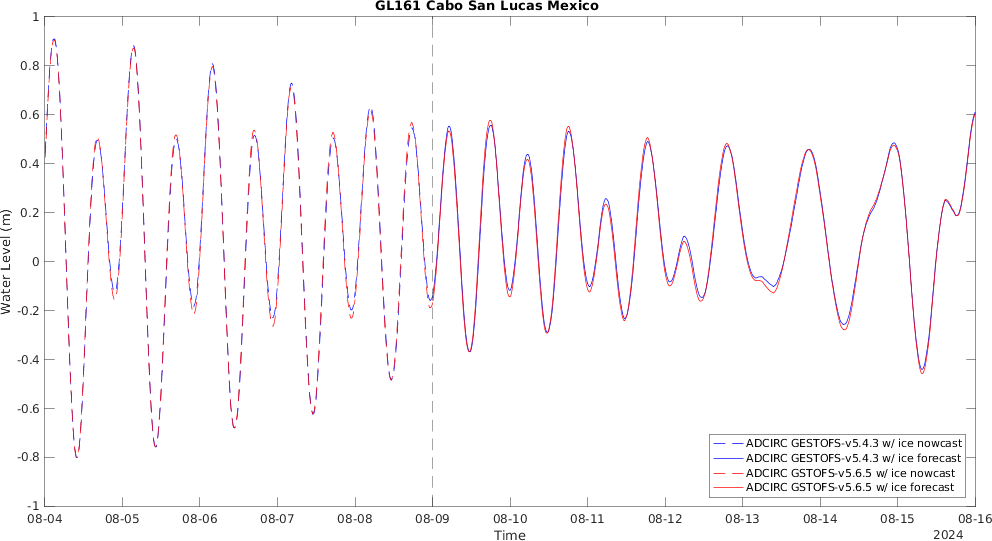 GL161 Cabo San Lucas Mexico
1
0.8
0.6
0.4
0.2
0
-0.2
-0.4
-0.6
-0.8
-1
Water Level (m)
ADCIRC GESTOFS-v5.4.3 w/ ice nowcast
ADCIRC GESTOFS-v5.4.3 w/ ice forecast
ADCIRC GSTOFS-v5.6.5 w/ ice nowcast
ADCIRC GSTOFS-v5.6.5 w/ ice forecast
08-04 08-05 08-06 08-07 08-08 08-09 08-10 08-11 08-12 08-13 08-14 08-15 08-16
Time
2024